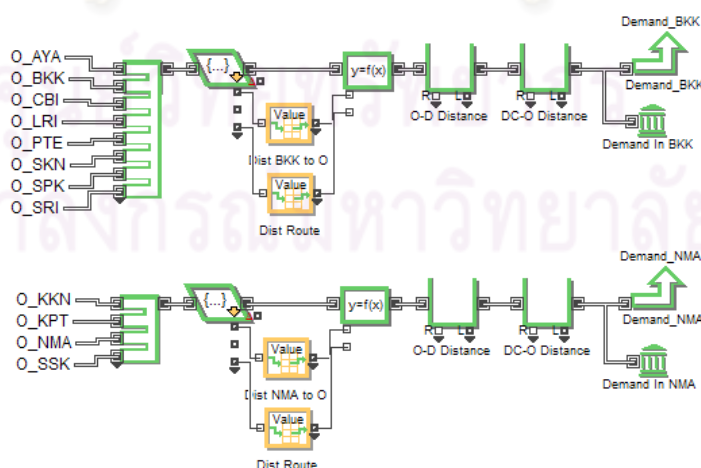 Demand_BKK
O_AYA
O_BKK
O_CBI
O_LRI
O_PTE
O_SKN
O_SPK
O_SRI
{...}
y=f(x)
Value
Dist BKK to O
Value
Dist Route
R L
O-D Distance
R L
DC-O Distance
Demand_BKK
Demand In BKK
Demand_NMA
O_KKN
O_KPT
O_NMA
O_SSK
{...}
y=f(x)
Value
Dist NMA to O
Value
Dist Route
R L
O-D Distance
R L
DC-O Distance
Demand_NMA
Demand In NMA